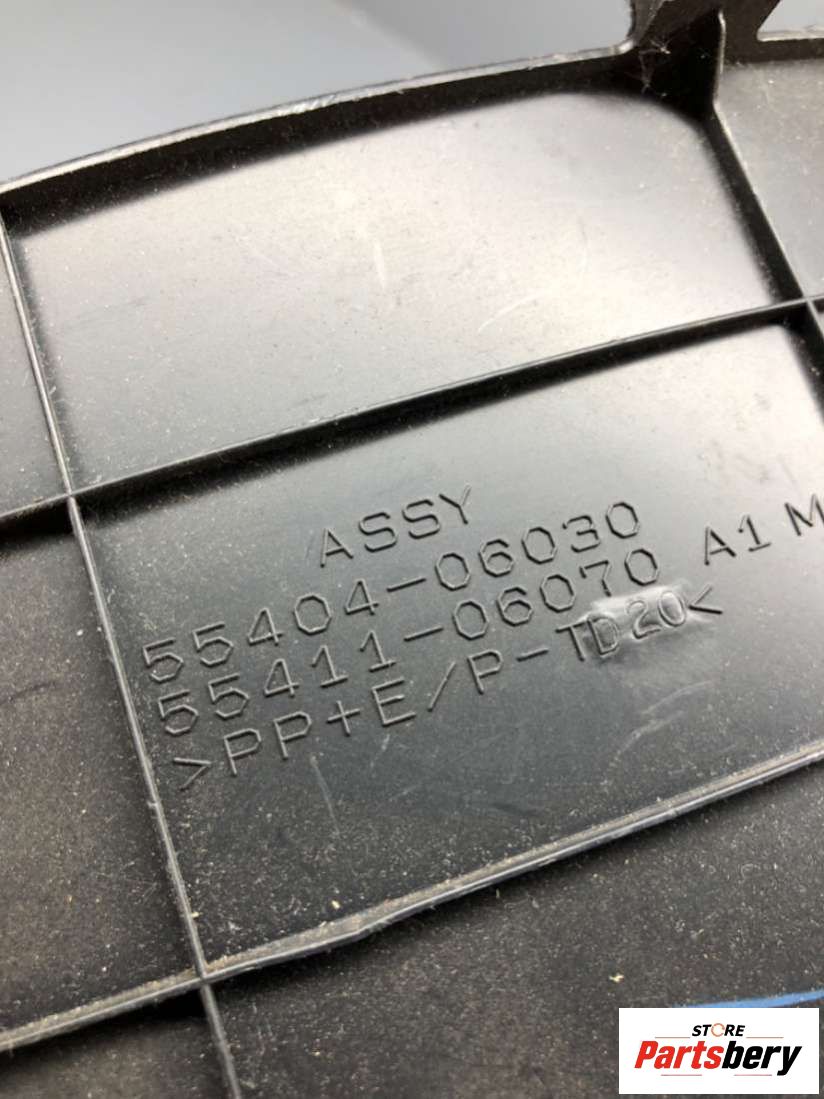 ASSY
55404-06030
55411-06070 A1 M
>PP+E/P-TD20<
STORE
Partsbery